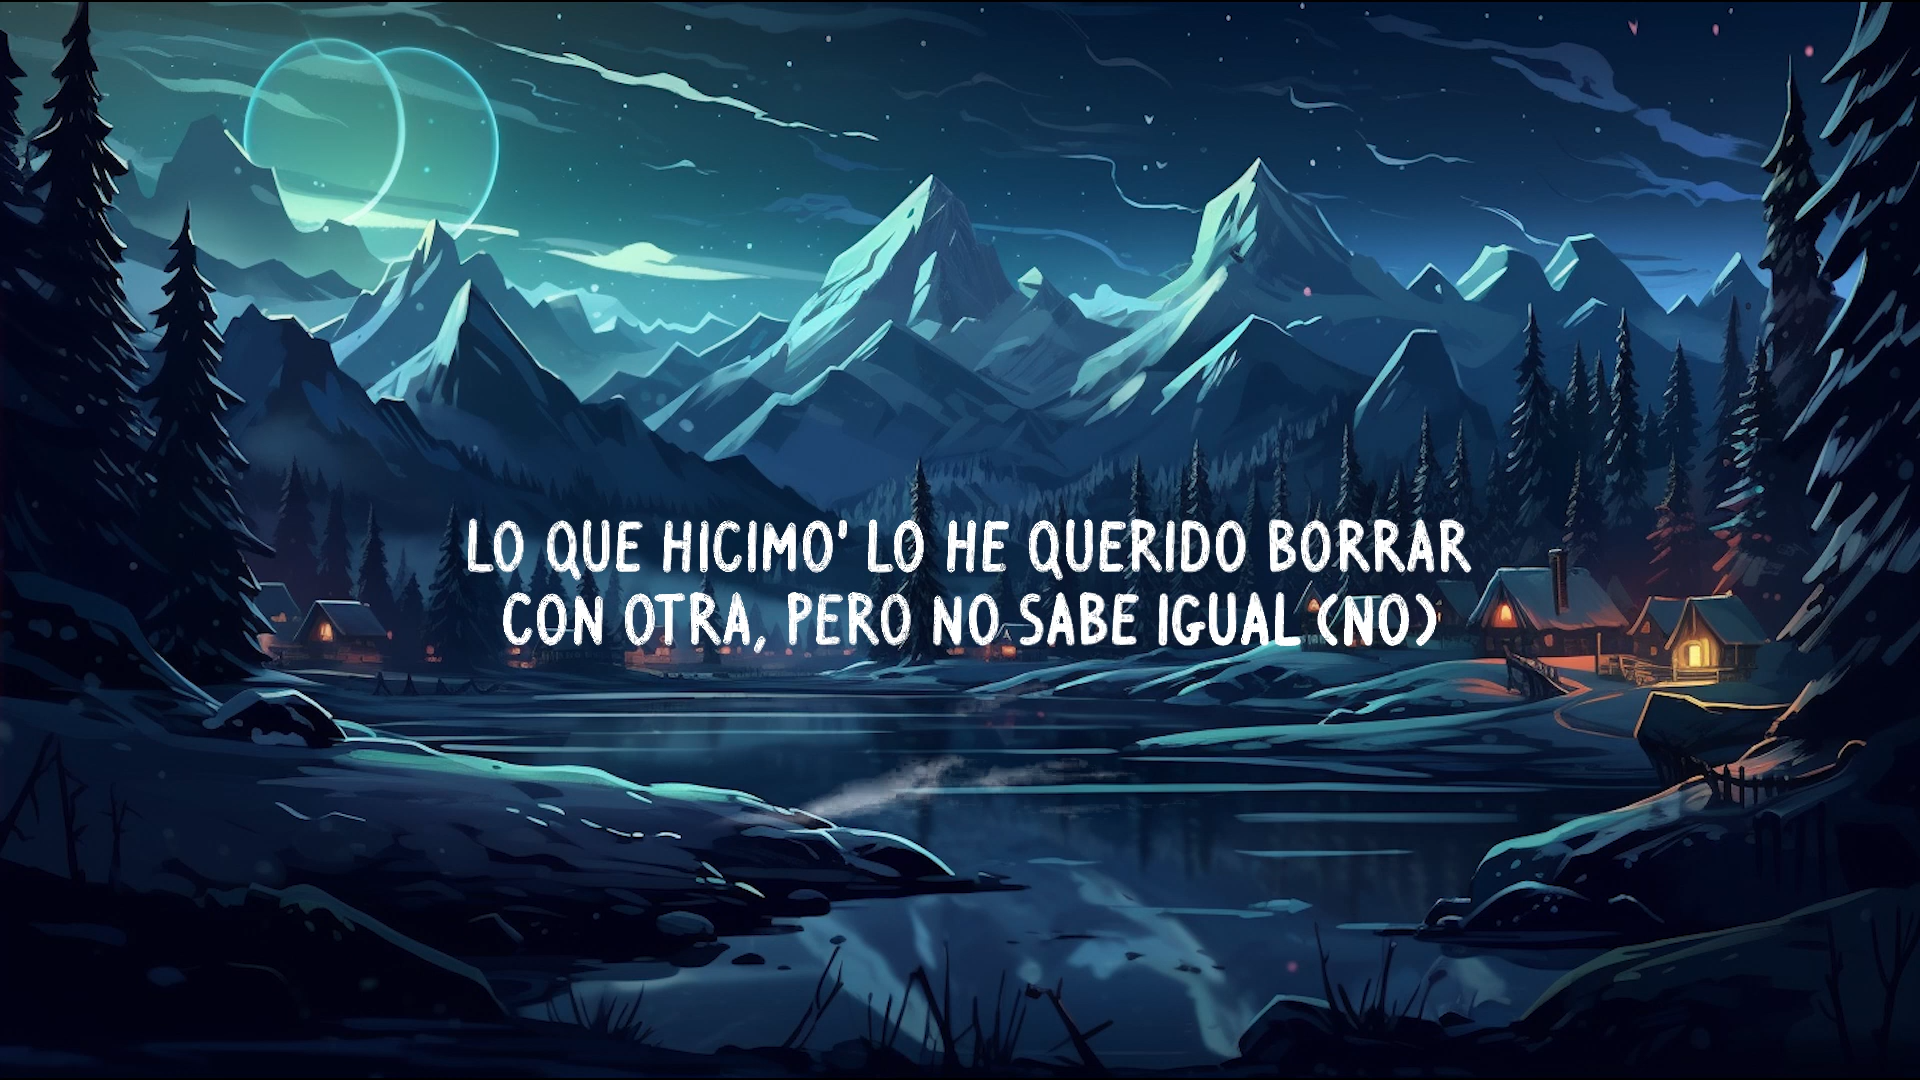 LO QUE HICIMO' LO HE QUERIDO BORRAR
CON OTRA, PERO NO SABE IGUAL (NO)